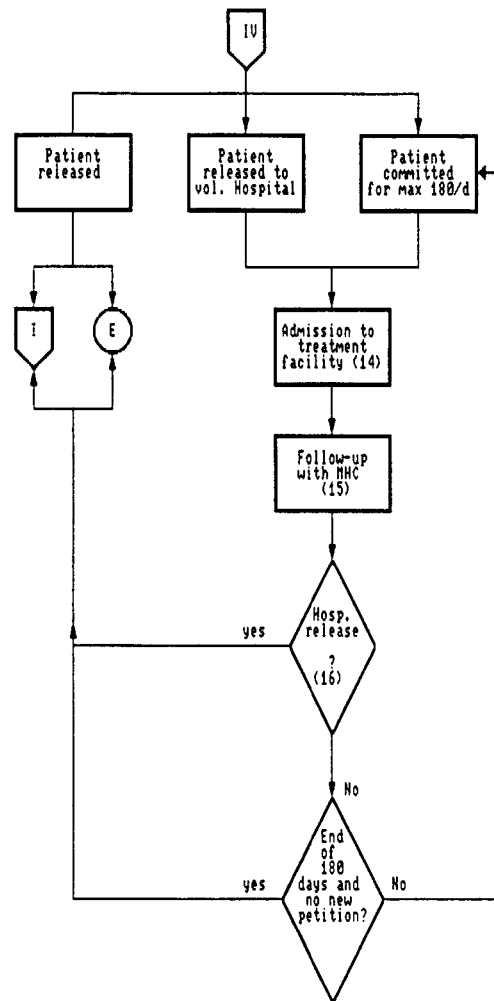 IV
Patient
released
Patient
released to
vol. Hospital
Patient
committed
for max 180/d
I
E
Admission to
treatment
facility (14)
Follow-up
with MHC
(15)
Hosp.
release
?
(16)
yes
No
End
of
180
days and
no new
petition?
yes
No